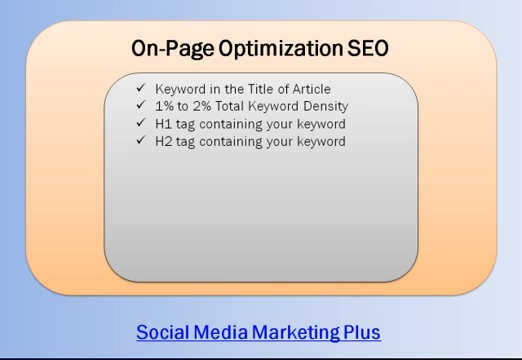 On-Page Optimization SEO
✓ Keyword in the Title of Article
✓ 1% to 2% Total Keyword Density
✓ H1 tag containing your keyword
✓ H2 tag containing your keyword
Social Media Marketing Plus